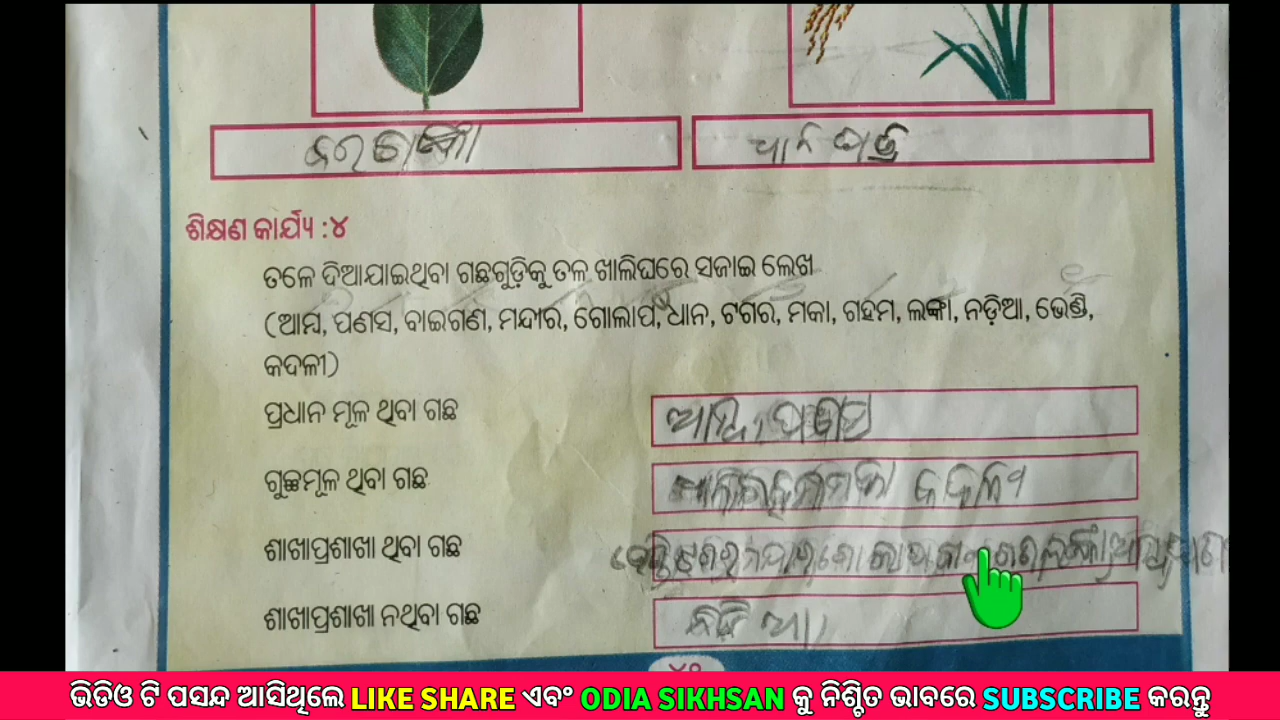 ଧାନ ଗଛ
ଶିକ୍ଷଣ କାର୍ଯ୍ୟ :୪
ତଳେ ଦିଆଯାଇଥିବା ଗଛଗୁଡ଼ିକୁ ତଳ ଖାଲିଘରେ ସଜାଇ ଲେଖ
(ଆମ୍ବ, ପଣସ, ବାଇଗଣ, ମନ୍ଦାର, ଗୋଲାପ, ଧାନ, ଟଗର, ମକା, ଗହମ, ଲଙ୍କା, ନଡ଼ିଆ, ଭେଣ୍ଡି,
କଦଳୀ)
ପ୍ରଧାନ ମୂଳ ଥିବା ଗଛ ଆମ୍ବ, ପଣସ
ଗୁଚ୍ଛମୂଳ ଥିବା ଗଛ ମକା କଦଳୀ
ଶାଖାପ୍ରଶାଖା ଥିବା ଗଛ
ଶାଖାପ୍ରଶାଖା ନଥିବା ଗଛ
ଭିଡିଓ ଟି ପସନ୍ଦ ଆସିଥିଲେ LIKE SHARE ଏବଂ ODIA SIKHSAN କୁ ନିଶ୍ଚିତ ଭାବରେ SUBSCRIBE କରନ୍ତୁ